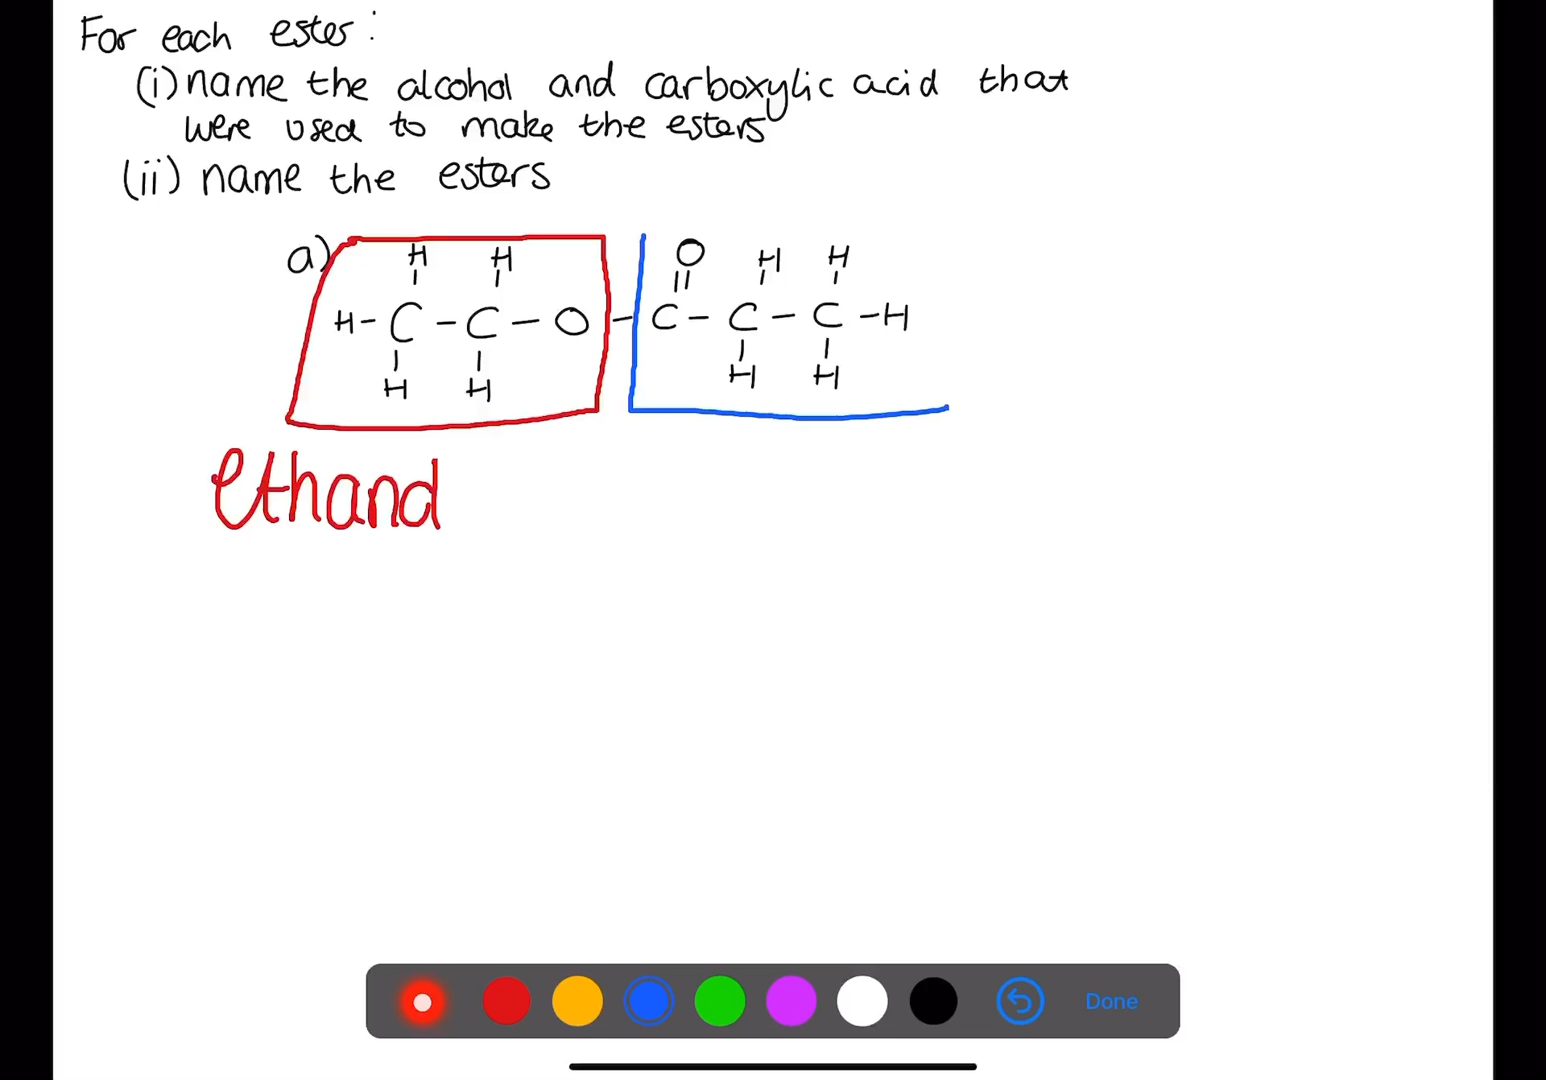 For each ester:
(i) name the alcohol and carboxylic acid that
were used to make the esters
(ii) name the esters
a) H H O H H
H-C-C-O-C-C-C-H
H H H H
ethanol
Done